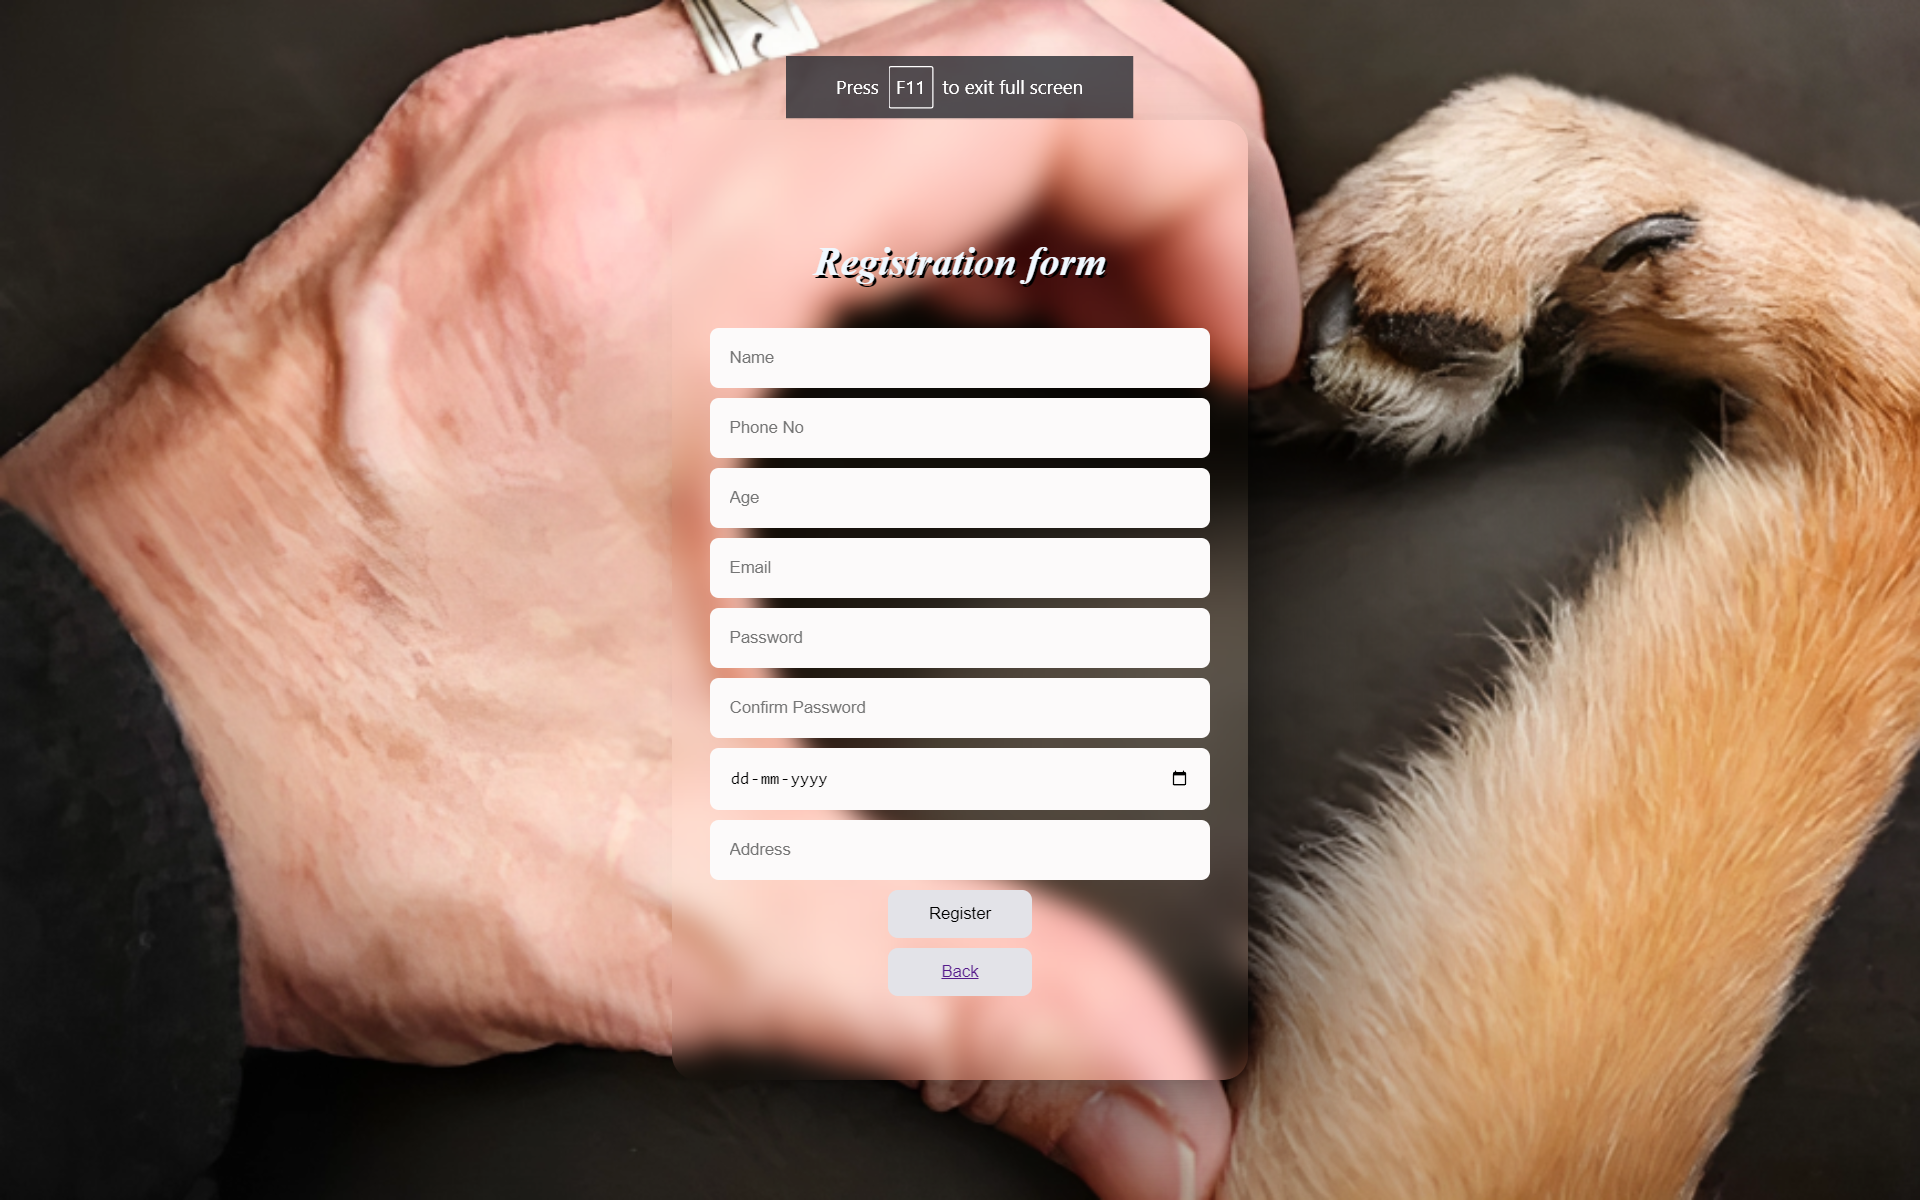 Press F11 to exit full screen
Registration form
Name
Phone No
Age
Email
Password
Confirm Password
dd-mm-yyyy
Address
Register
Back